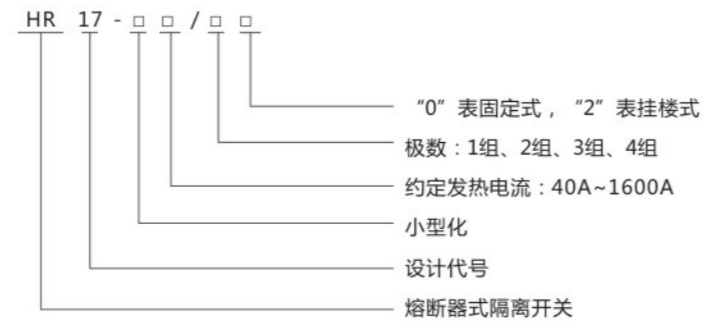 HR 17 - □ □ / □ □
“0”表固定式，“2”表挂楼式
极数：1组、2组、3组、4组
约定发热电流：40A~1600A
小型化
设计代号
熔断器式隔离开关